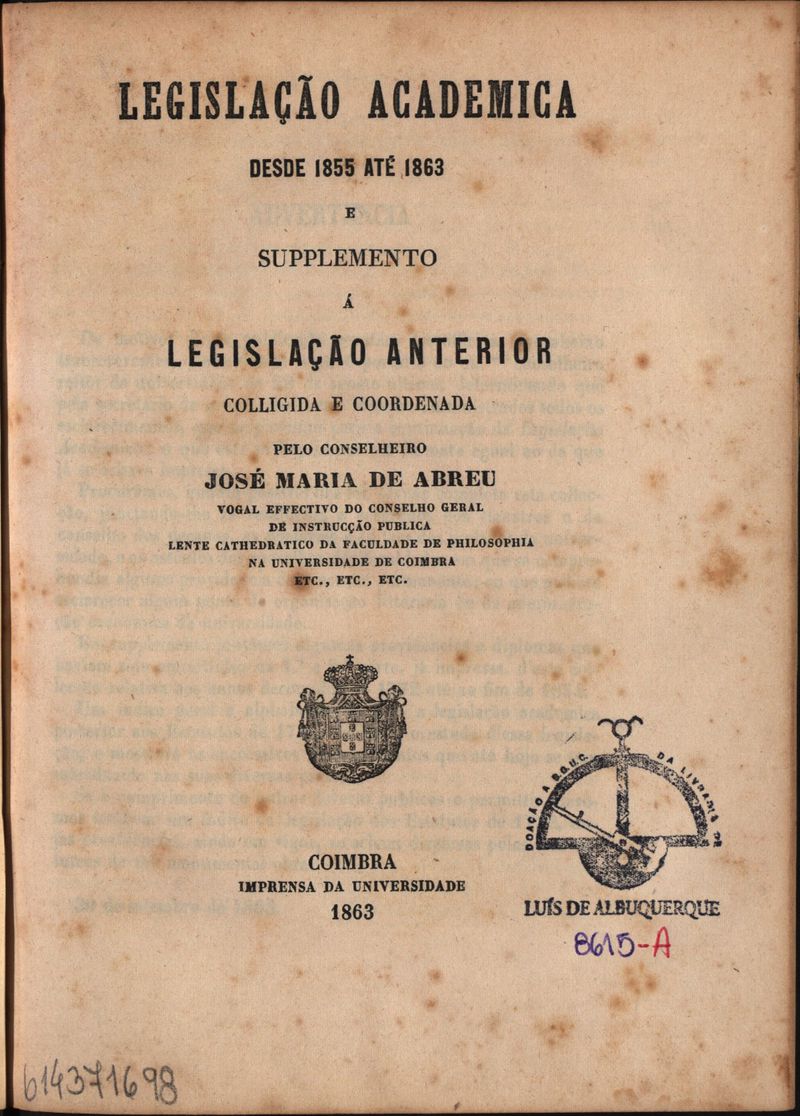 LEGISLAÇÃO ACADEMICA
DESDE 1855 ATÉ 1863
E
SUPPLEMENTO
Á
LEGISLAÇÃO ANTERIOR
COLLIGIDA E COORDENADA
PELO CONSELHEIRO
JOSÉ MARIA DE ABREU
VOGAL EFFECTIVO DO CONSELHO GERAL
DE INSTRUCÇÃO PUBLICA
LENTE CATHEDRATICO DA FACULDADE DE PHILOSOPHIA
NA UNIVERSIDADE DE COIMBRA
ETC., ETC., ETC.
DOAÇÃO A B.G.U.C. DA LIVRARIA
COIMBRA
IMPRENSA DA UNIVERSIDADE
1863
LUÍS DE ALBUQUERQUE
8615-A
614371698